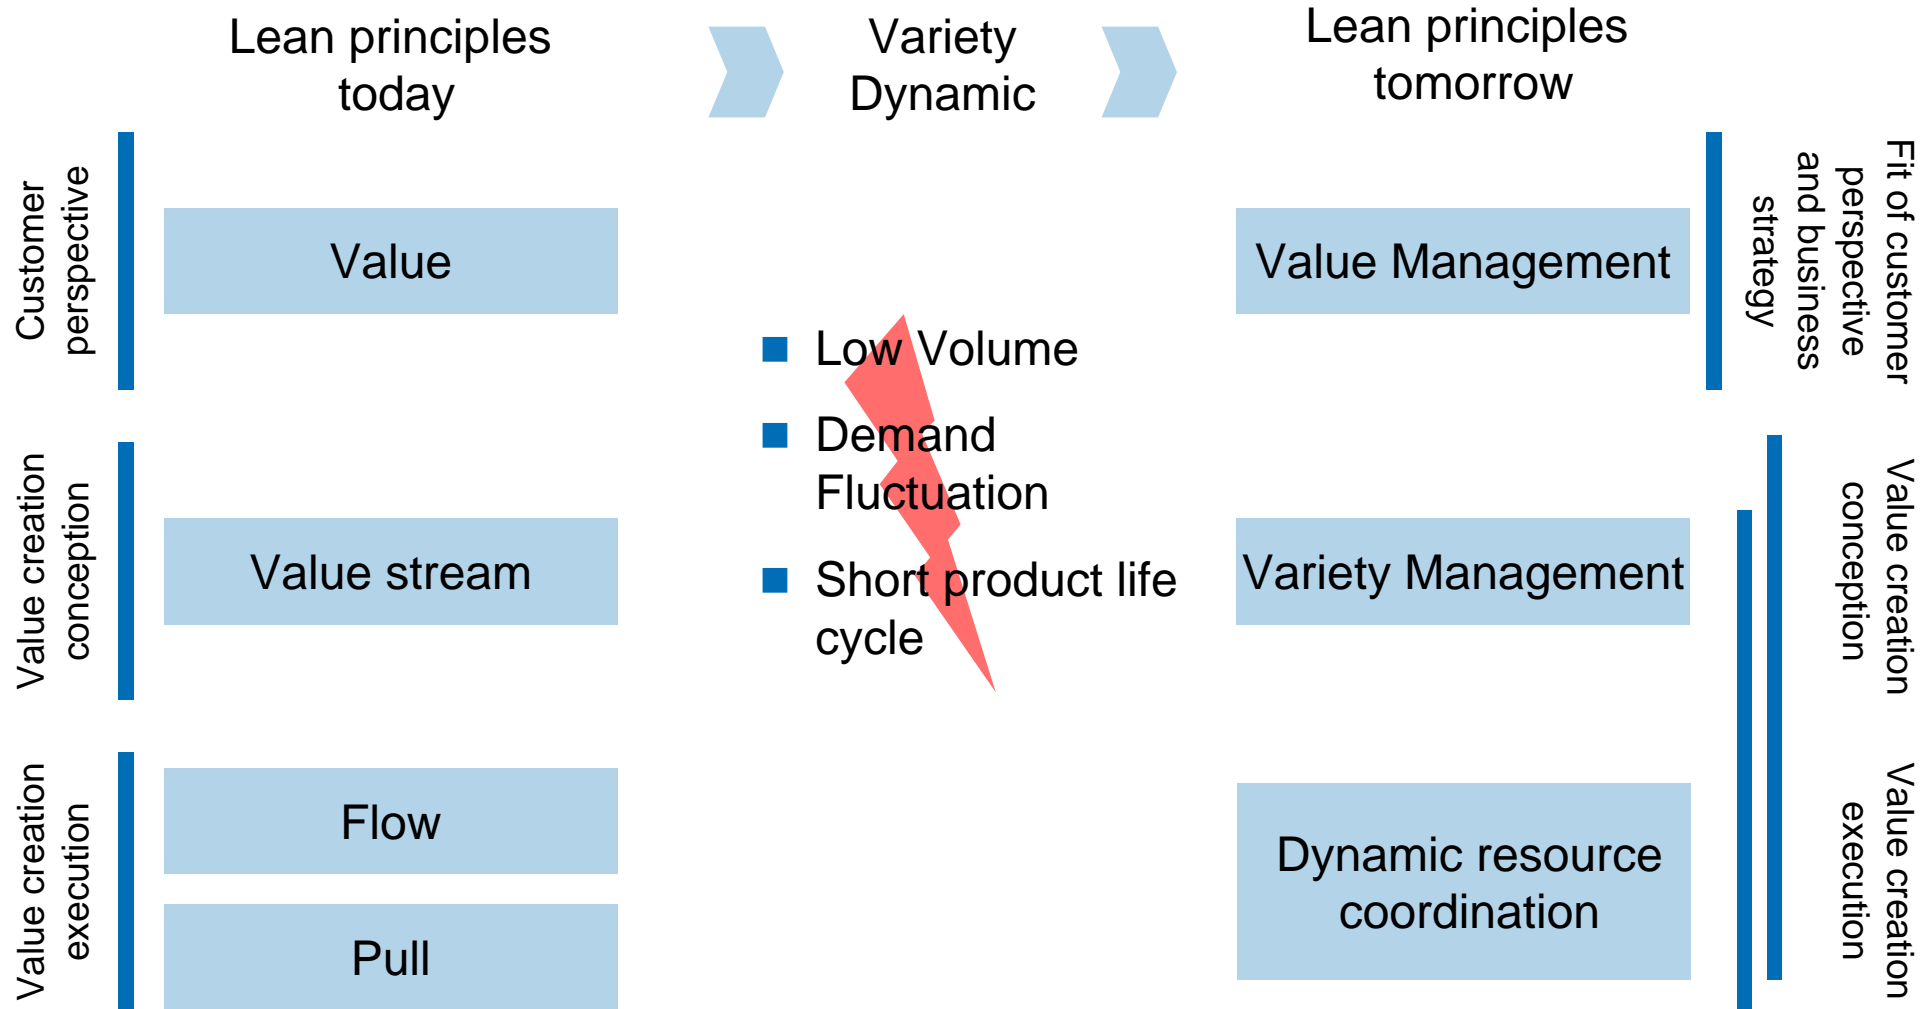 Lean principles
today
Variety
Dynamic
Lean principles
tomorrow
Customer
perspective
Value
Value creation
conception
Value stream
Value creation
execution
Flow
Pull
Low Volume
Demand
Fluctuation
Short product life
cycle
Value Management
Fit of customer
perspective
and business
strategy
Variety Management
Value creation
conception
Dynamic resource
coordination
Value creation
execution